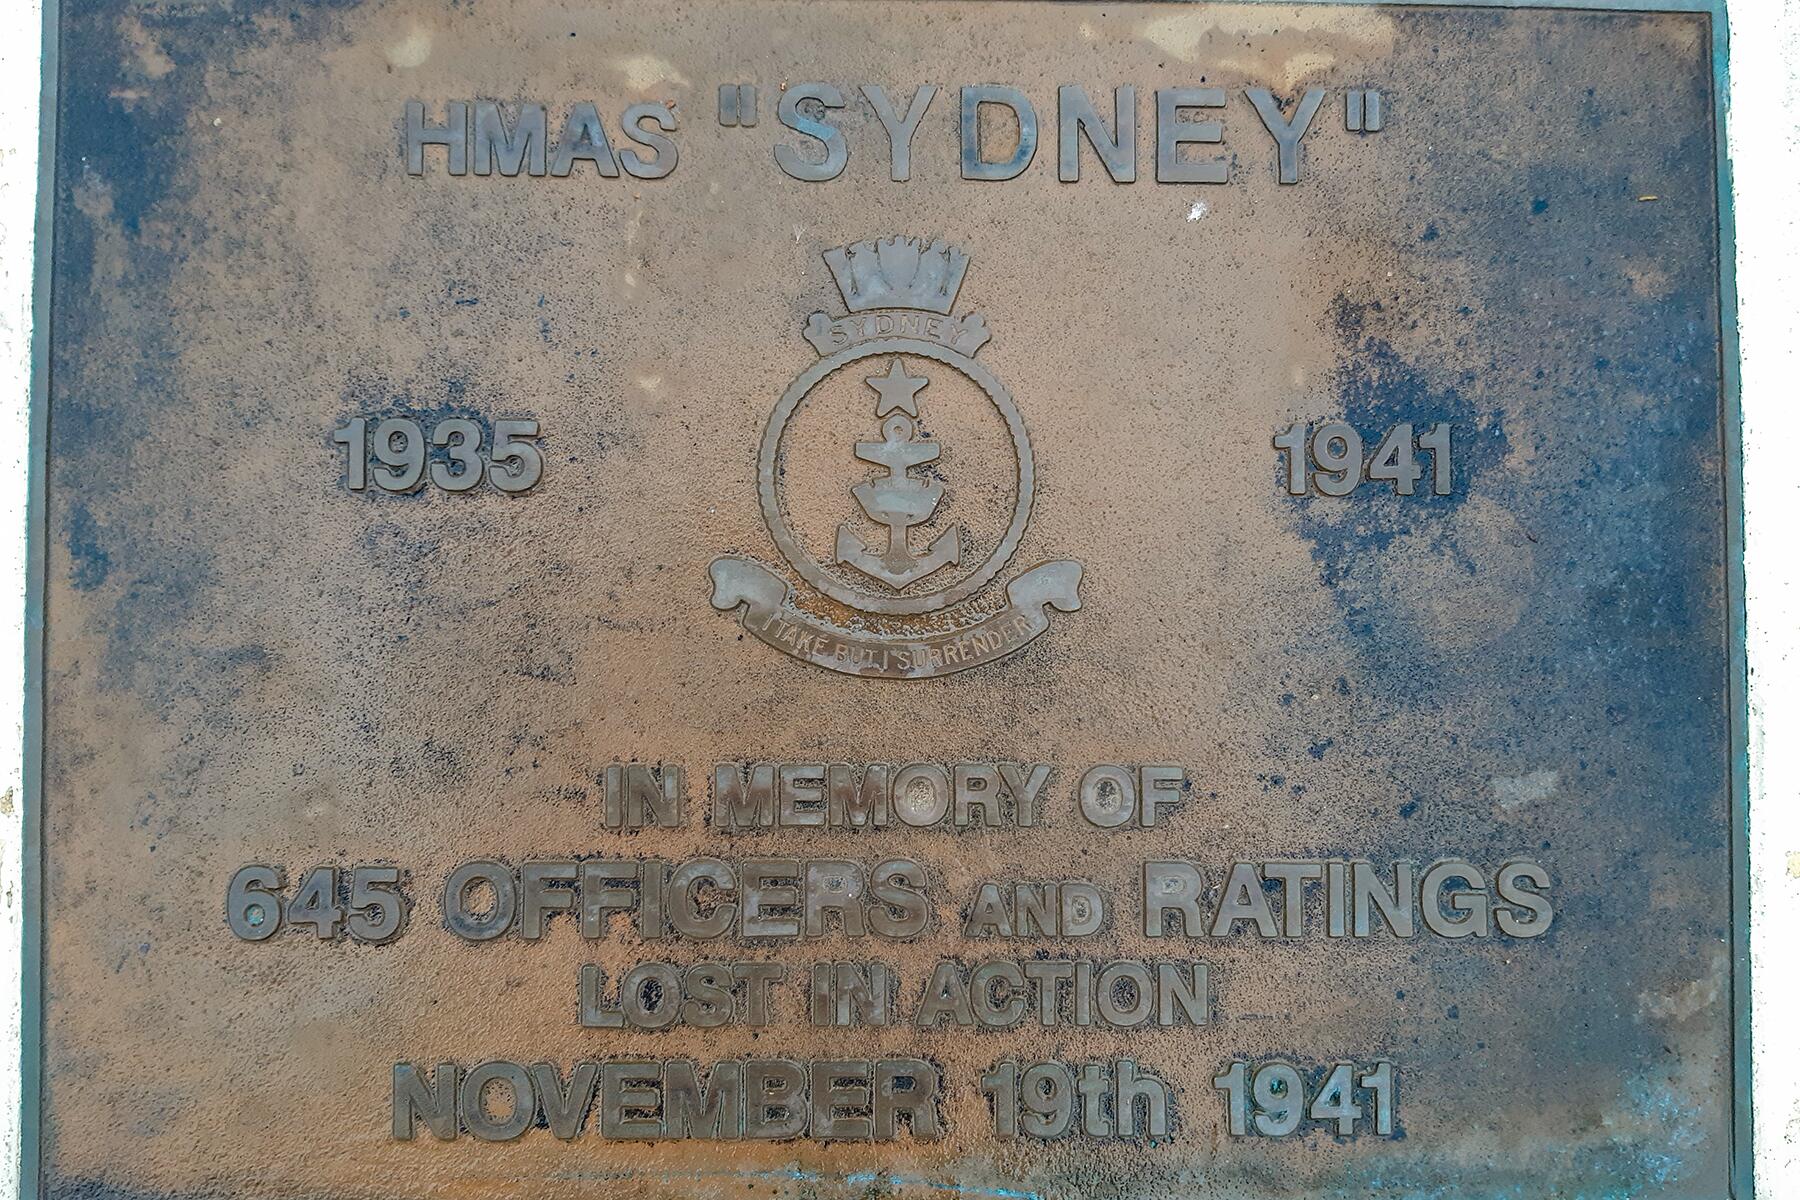 HMAS "SYDNEY"
SYDNEY
1935 1941
I TAKE BUT I SURRENDER
IN MEMORY OF
645 OFFICERS AND RATINGS
LOST IN ACTION
NOVEMBER 19th 1941